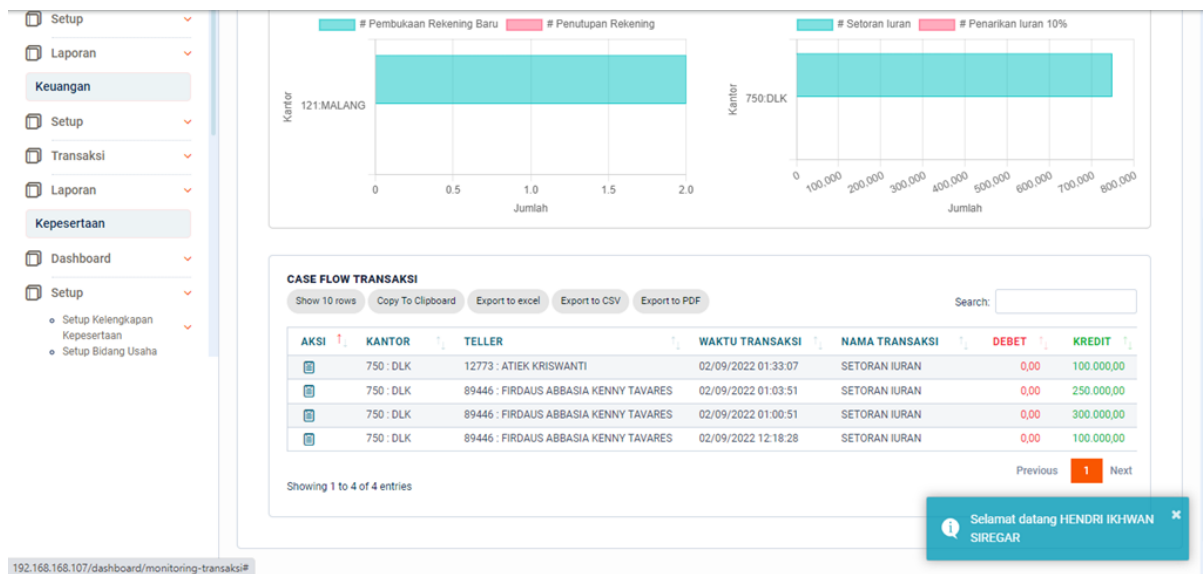 Setup
Laporan
Keuangan
Setup
Transaksi
Laporan
Kepesertaan
Dashboard
Setup
Setup Kelengkapan
Kepesertaan
Setup Bidang Usaha
# Pembukaan Rekening Baru # Penutupan Rekening
Kantor
121:MALANG
0 0.5 1.0 1.5 2.0
Jumlah
# Setoran Iuran # Penarikan Iuran 10%
Kantor
750:DLK
0 100,000 200,000 300,000 400,000 500,000 600,000 700,000 800,000
Jumlah
CASE FLOW TRANSAKSI
Show 10 rows Copy To Clipboard Export to excel Export to CSV Export to PDF Search:
AKSI KANTOR TELLER WAKTU TRANSAKSI NAMA TRANSAKSI DEBET KREDIT
750 : DLK 12773 : ATIEK KRISWANTI 02/09/2022 01:33:07 SETORAN IURAN 0,00 100.000,00
750 : DLK 89446 : FIRDAUS ABBASIA KENNY TAVARES 02/09/2022 01:03:51 SETORAN IURAN 0,00 250.000,00
750 : DLK 89446 : FIRDAUS ABBASIA KENNY TAVARES 02/09/2022 01:00:51 SETORAN IURAN 0,00 300.000,00
750 : DLK 89446 : FIRDAUS ABBASIA KENNY TAVARES 02/09/2022 12:18:28 SETORAN IURAN 0,00 100.000,00
Previous 1 Next
Showing 1 to 4 of 4 entries
Selamat datang HENDRI IKHWAN
SIREGAR
192.168.168.107/dashboard/monitoring-transaksi#